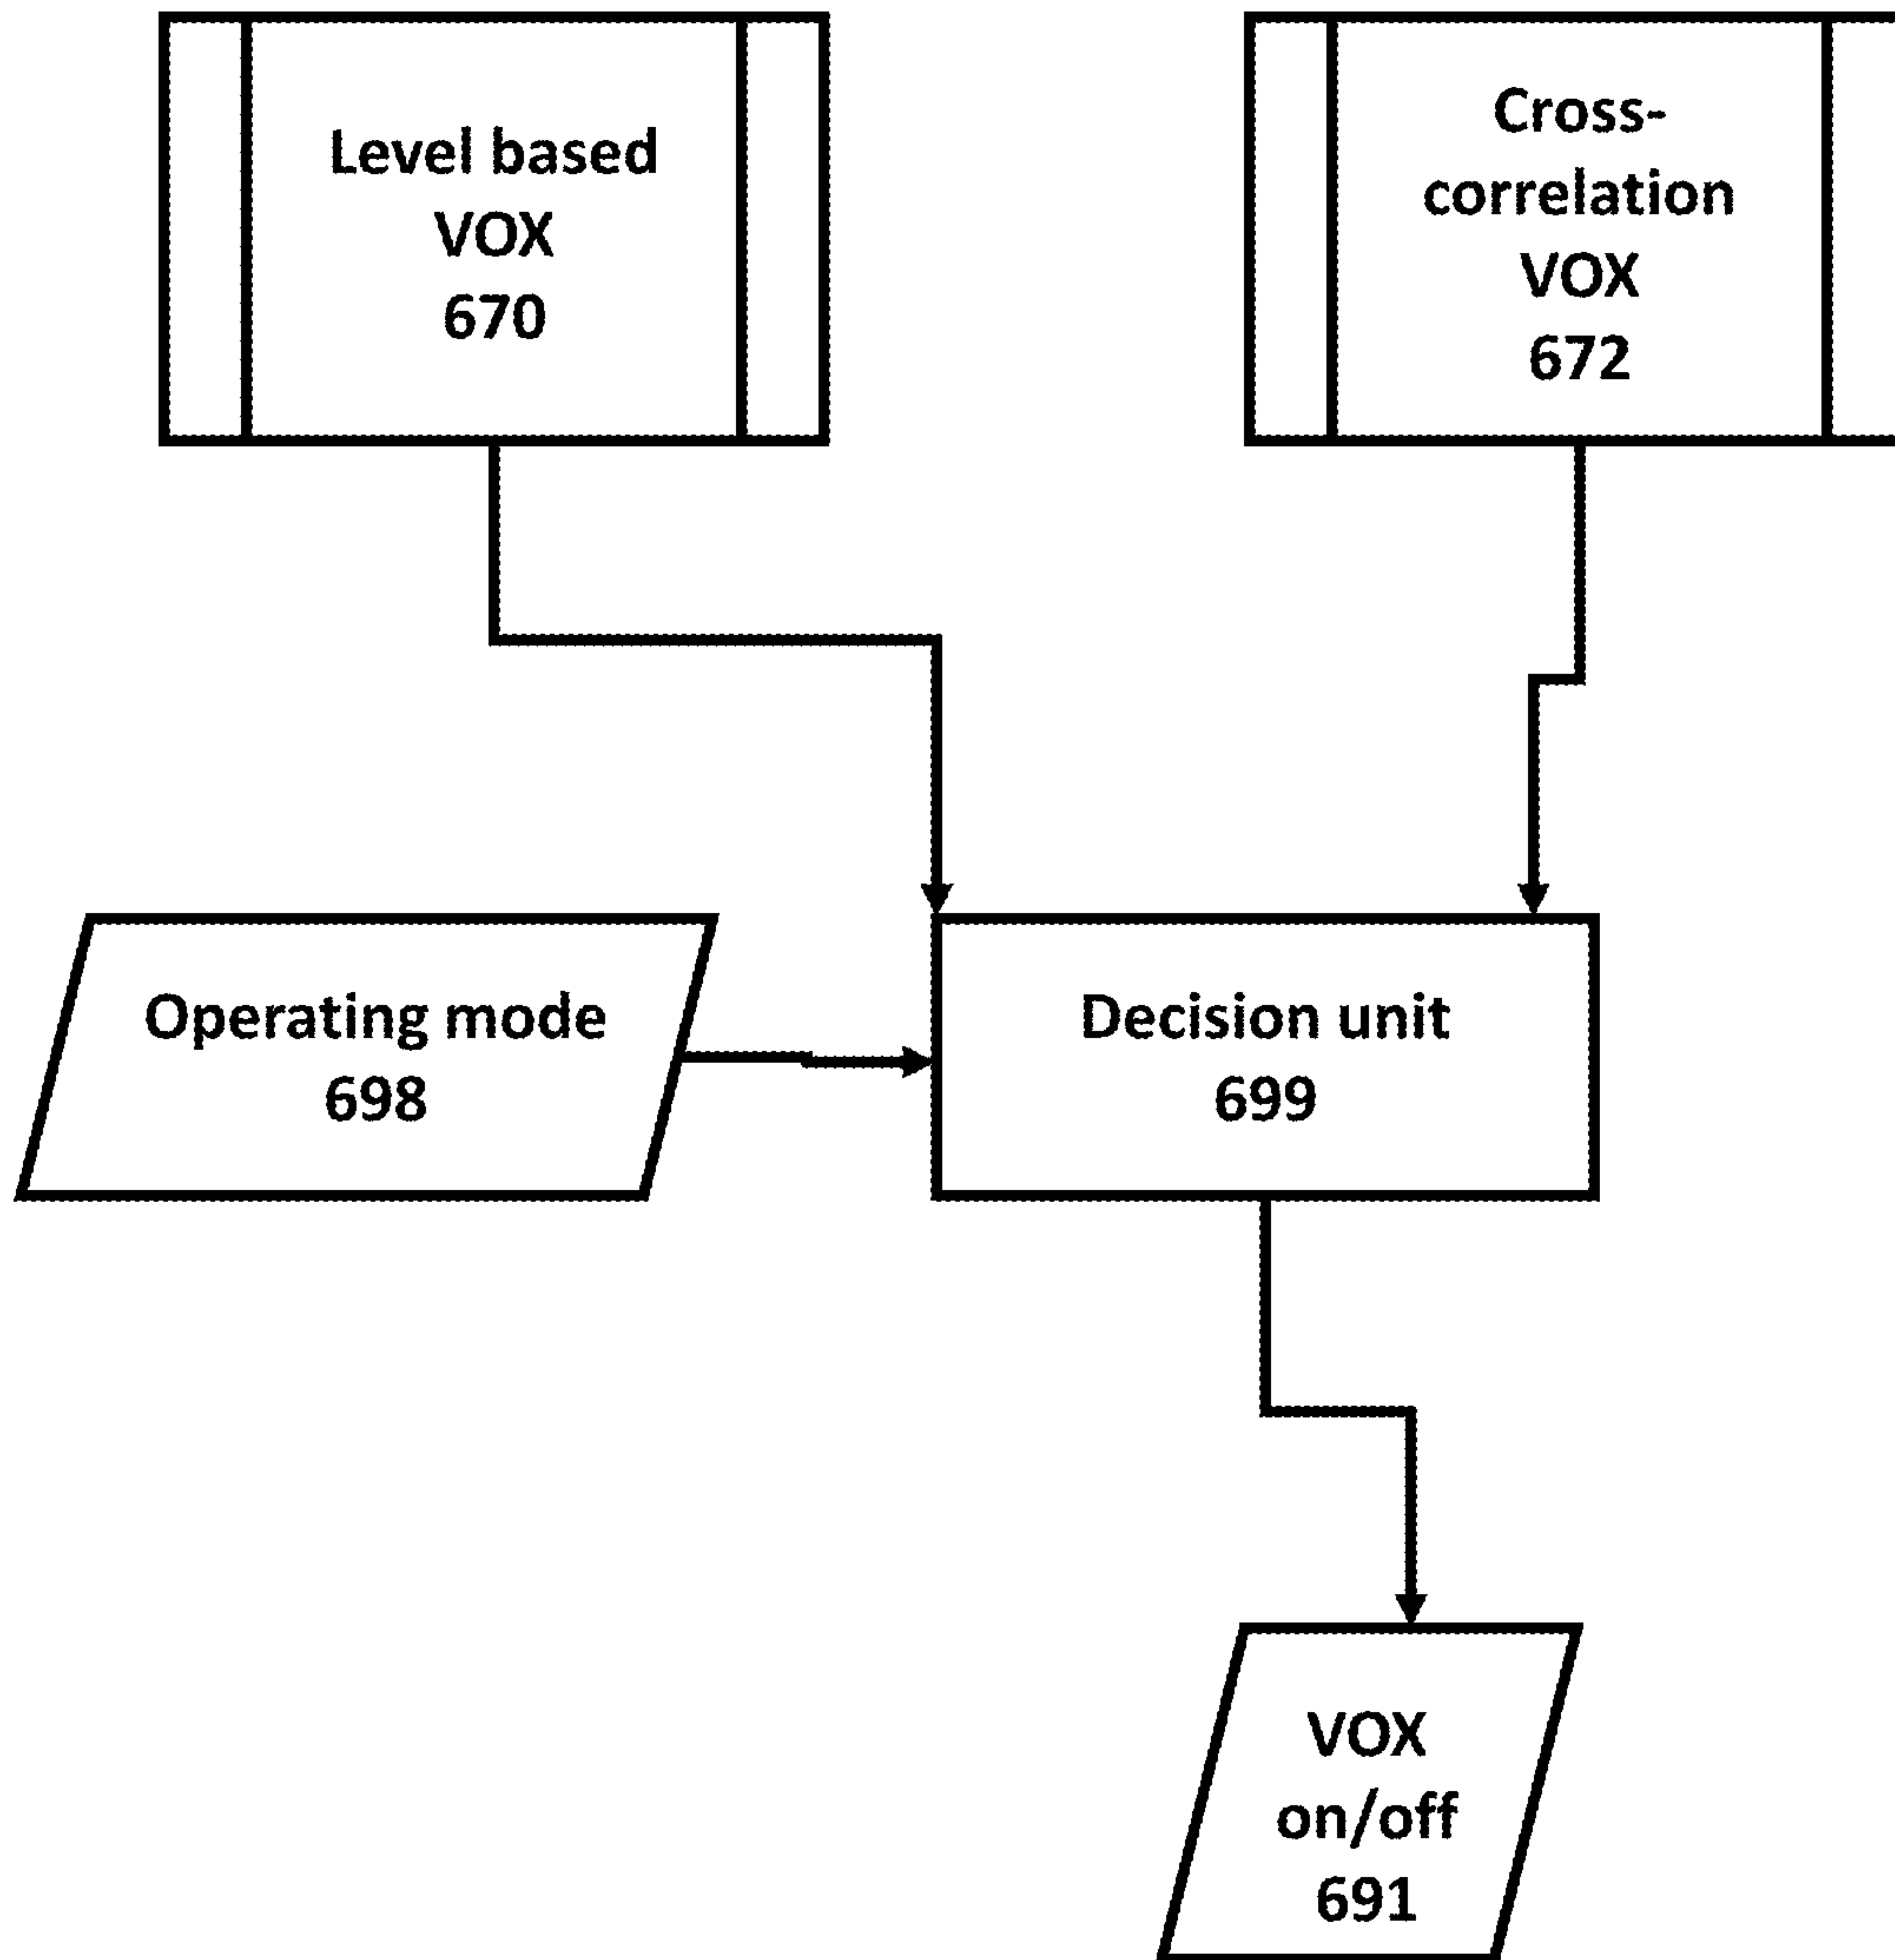 Level based
VOX
670
Cross-
correlation
VOX
672
Operating mode
698
Decision unit
699
VOX
on/off
691